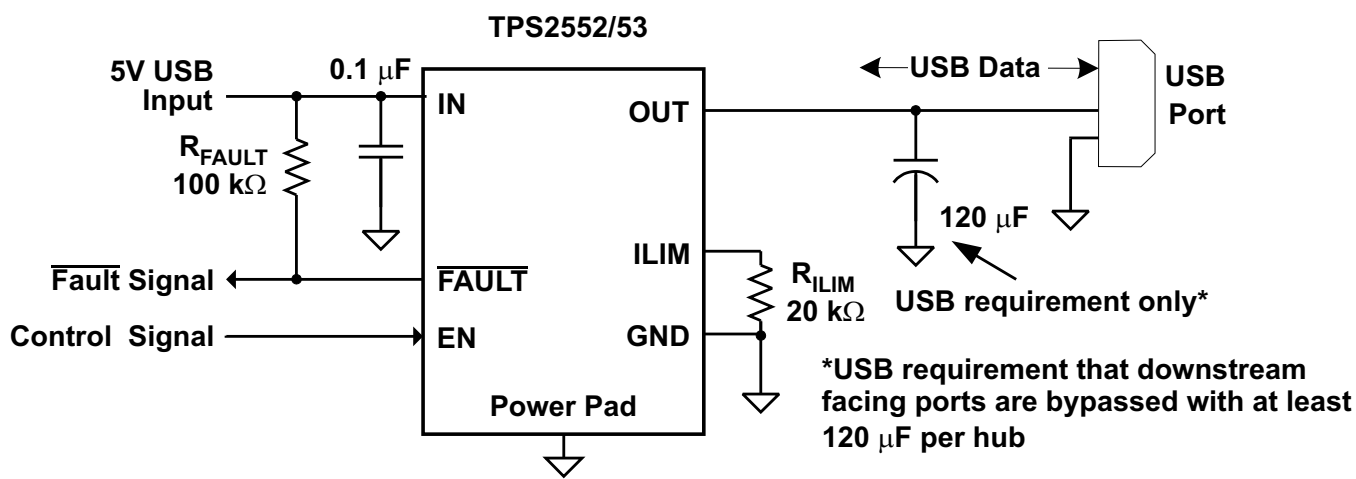 TPS2552/53
5V USB
Input
0.1 μF
USB Data
USB
Port
IN
OUT
R_FAULT
100 kΩ
120 μF
ILIM
R_ILIM
20 kΩ
USB requirement only*
Fault Signal
FAULT
Control Signal
EN
GND
*USB requirement that downstream
facing ports are bypassed with at least
120 μF per hub
Power Pad